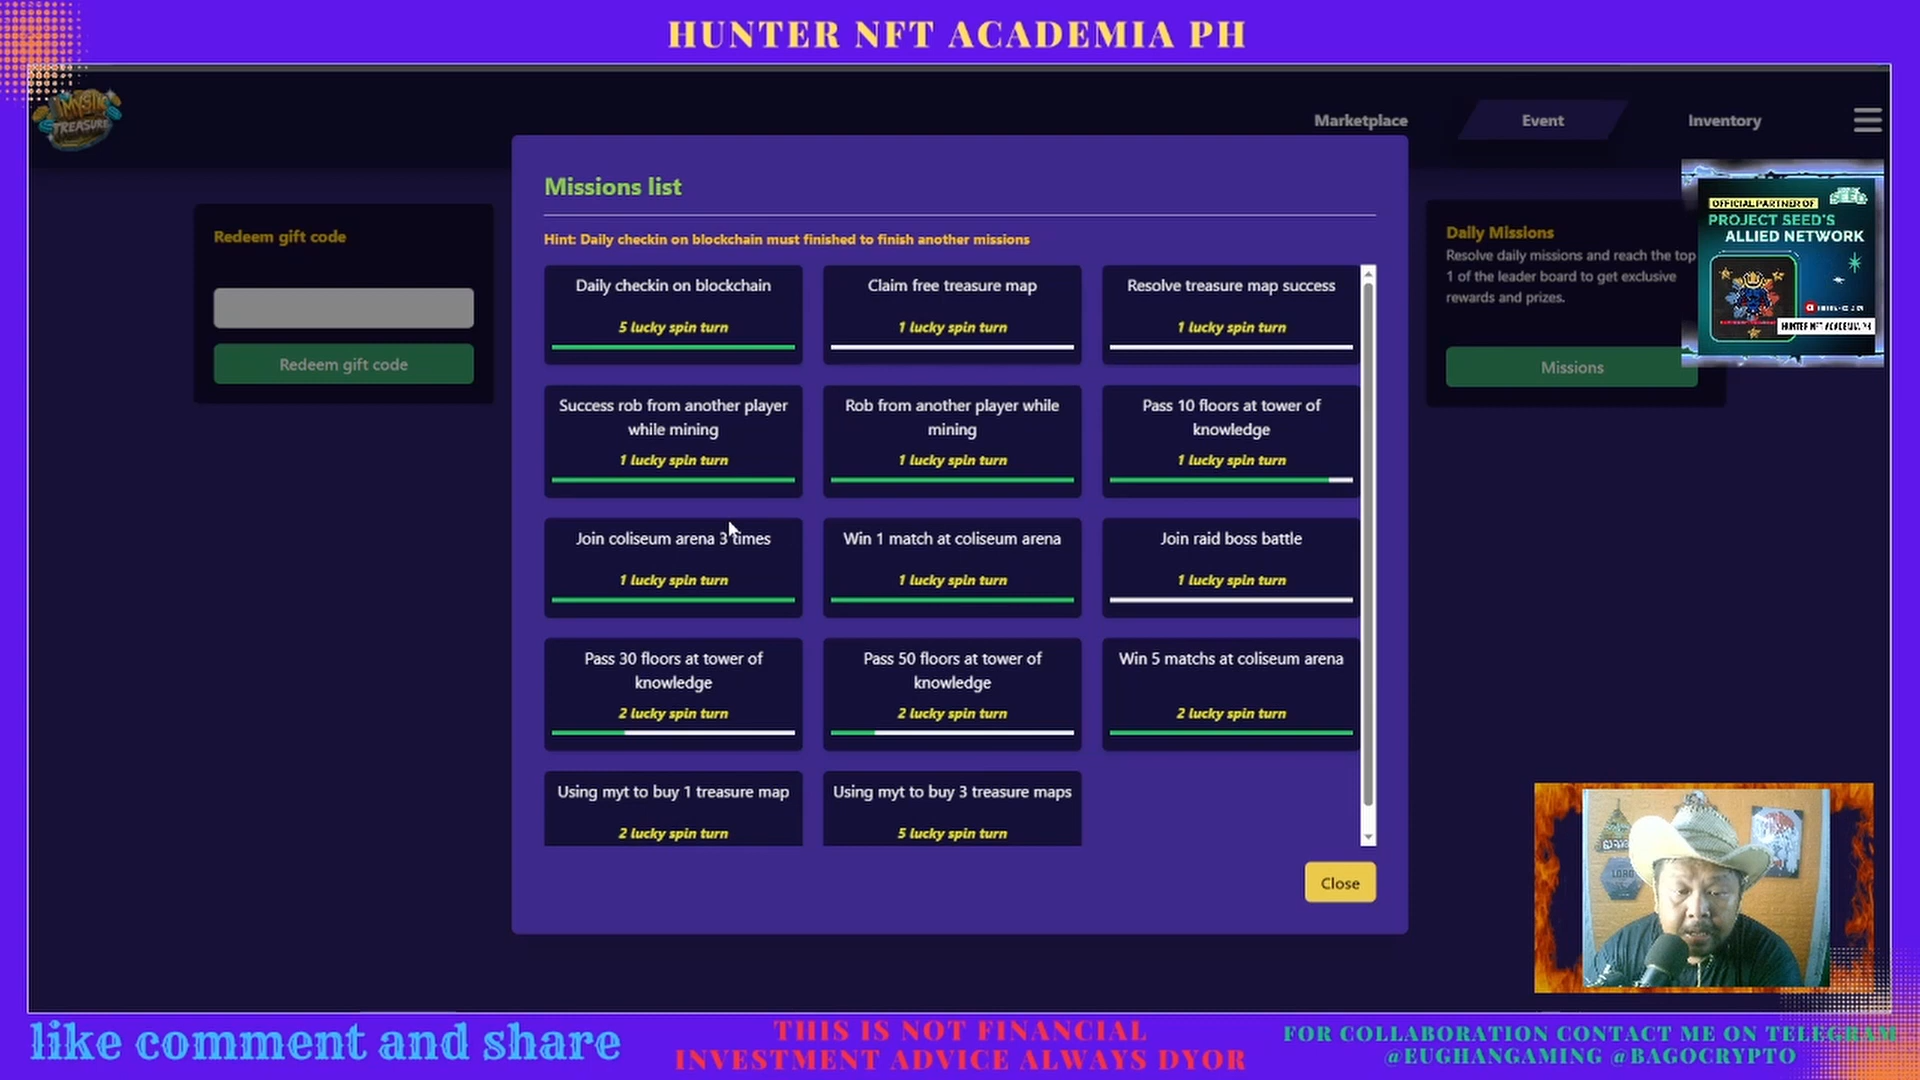 HUNTER NFT ACADEMIA PH
MYSTIC
TREASURE
Marketplace
Event
Inventory
Redeem gift code
Redeem gift code
Missions list
Hint: Daily checkin on blockchain must finished to finish another missions
Daily checkin on blockchain
5 lucky spin turn
Claim free treasure map
1 lucky spin turn
Resolve treasure map success
1 lucky spin turn
Success rob from another player
while mining
1 lucky spin turn
Rob from another player while
mining
1 lucky spin turn
Pass 10 floors at tower of
knowledge
1 lucky spin turn
Join coliseum arena 3 times
1 lucky spin turn
Win 1 match at coliseum arena
1 lucky spin turn
Join raid boss battle
1 lucky spin turn
Pass 30 floors at tower of
knowledge
2 lucky spin turn
Pass 50 floors at tower of
knowledge
2 lucky spin turn
Win 5 matchs at coliseum arena
2 lucky spin turn
Using myt to buy 1 treasure map
2 lucky spin turn
Using myt to buy 3 treasure maps
5 lucky spin turn
Close
Daily Missions
Resolve daily missions and reach the top
1 of the leader board to get exclusive
rewards and prizes.
Missions
SEED
OFFICIAL PARTNER OF
PROJECT SEED'S
ALLIED NETWORK
HUNTER NFT ACADEMIA PH
like comment and share
THIS IS NOT FINANCIAL
INVESTMENT ADVICE ALWAYS DYOR
FOR COLLABORATION CONTACT ME ON TELEGRAM
@EUGHANGAMING @BAGOCRYPTO